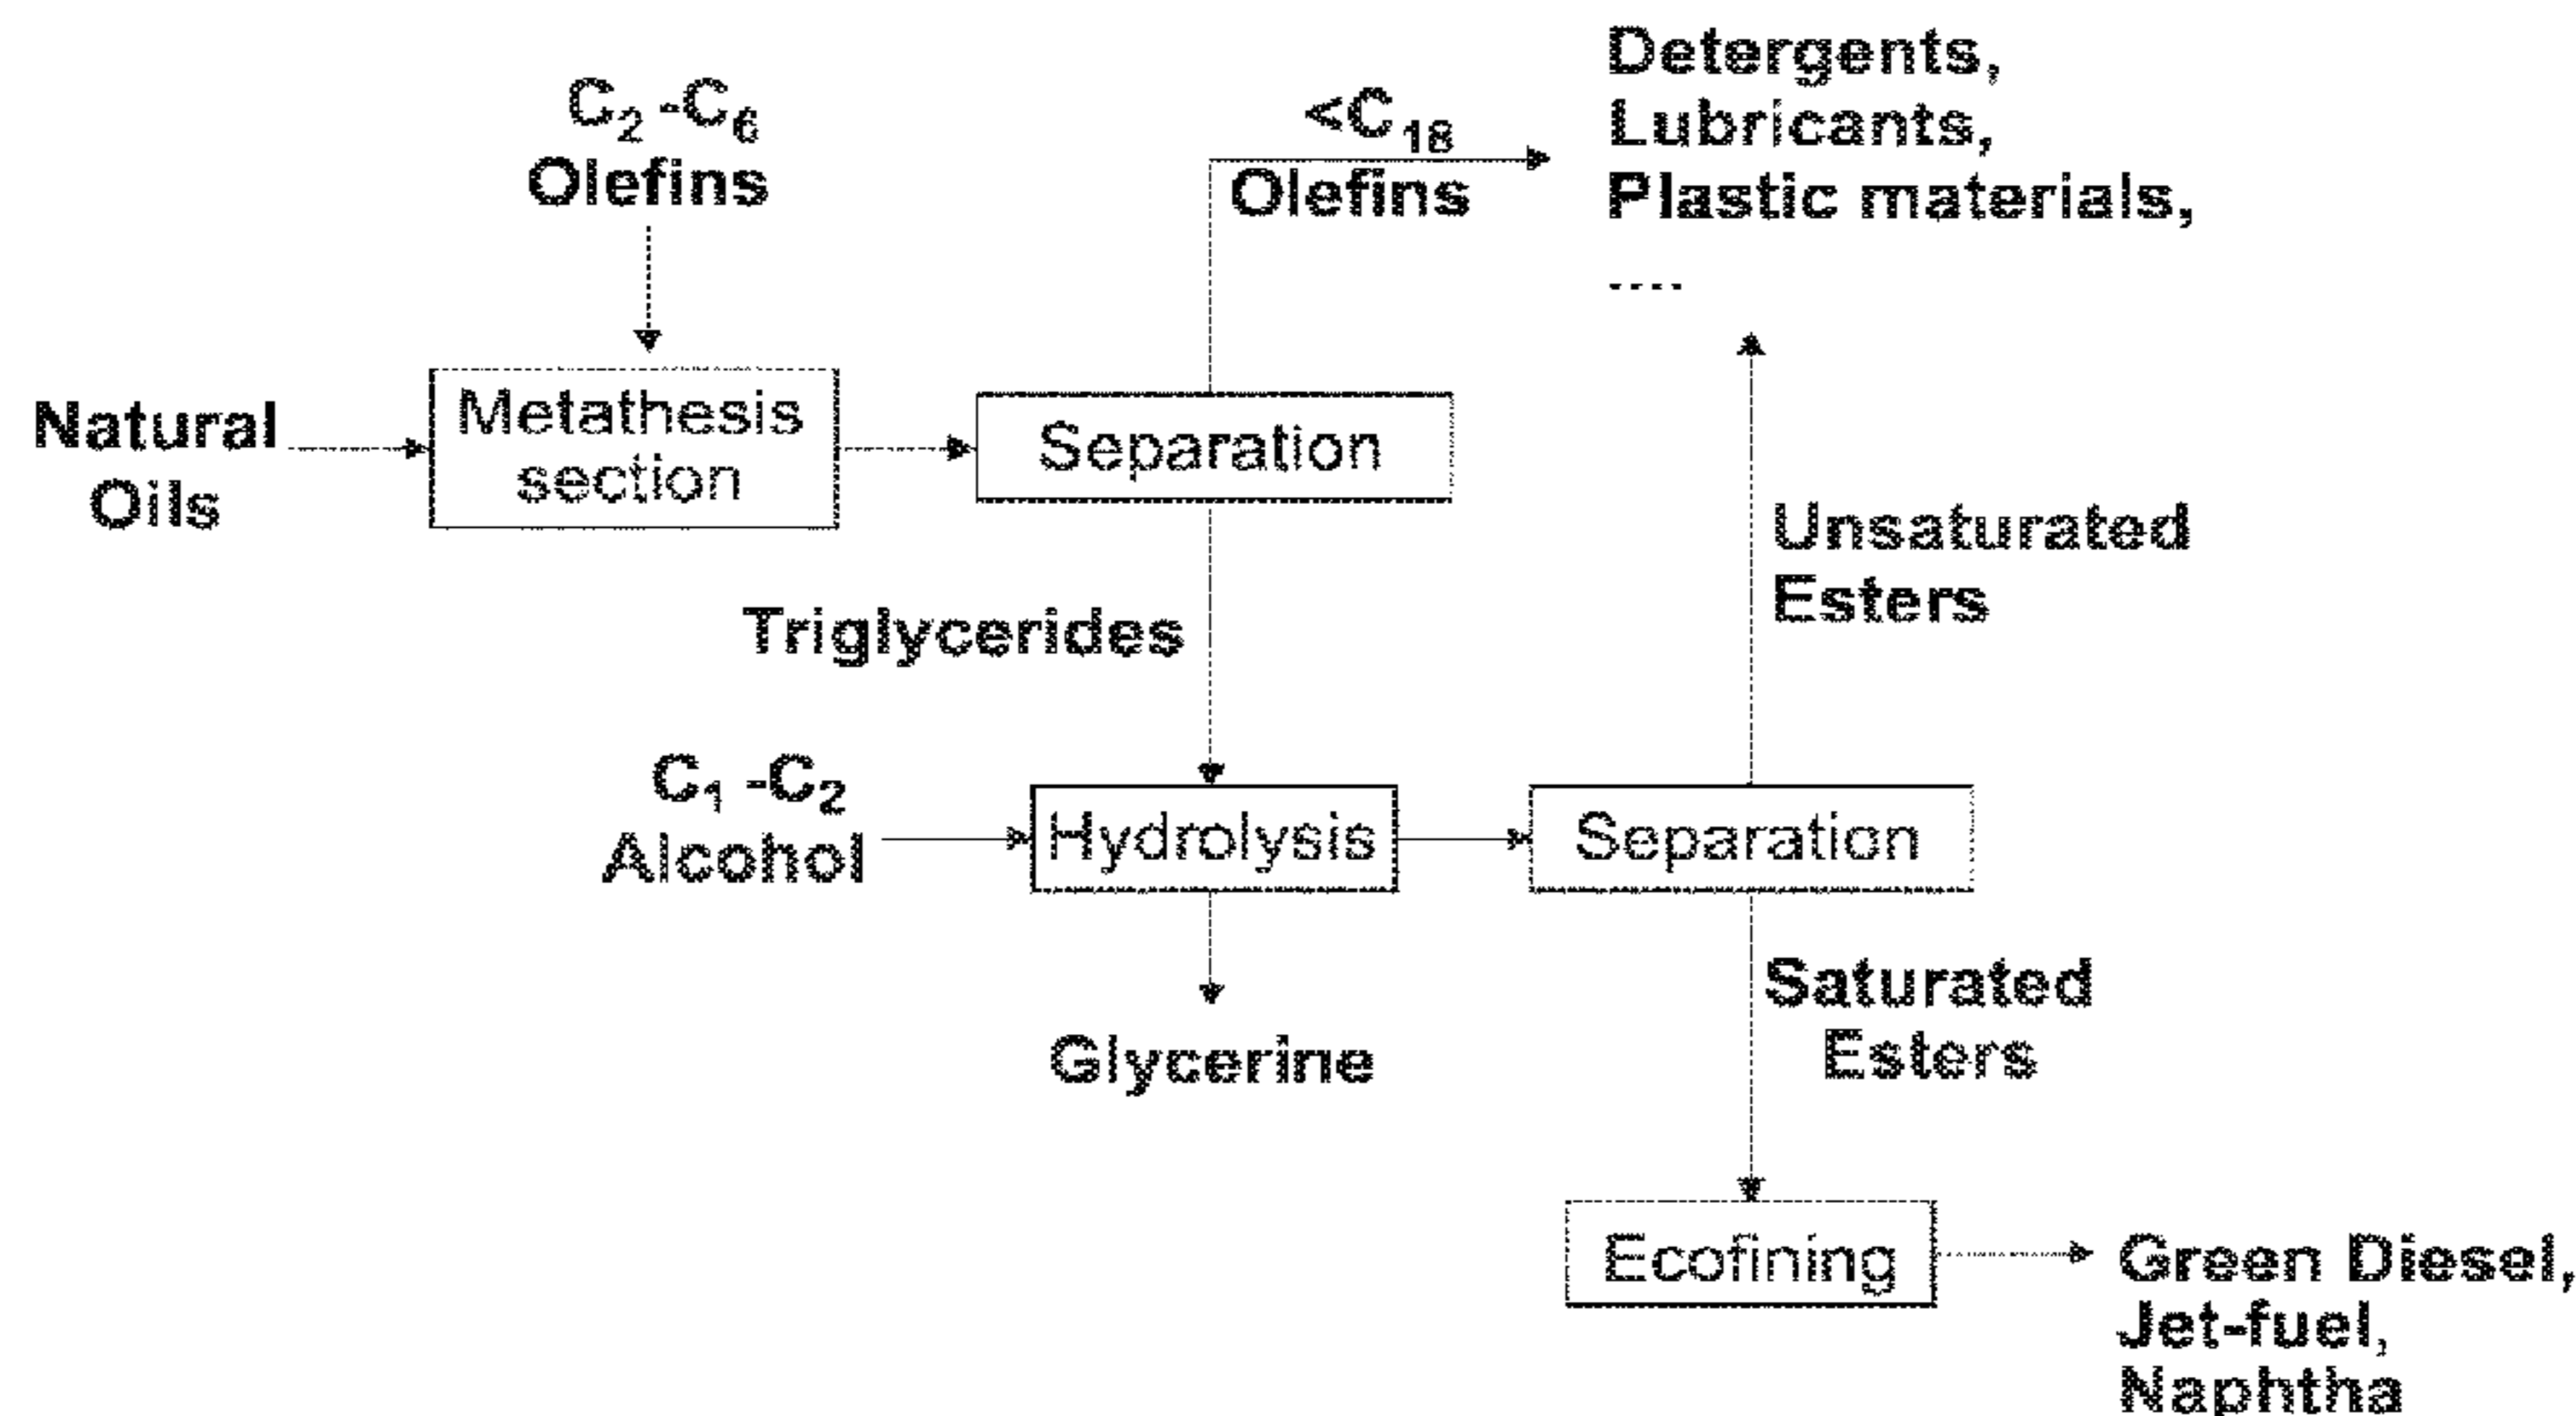 C₂ -C₆
Olefins
<C₁₈
Olefins
Detergents,
Lubricants,
Plastic materials,
....
Natural
Oils
Metathesis
section
Separation
Unsaturated
Esters
Triglycerides
C₁ -C₂
Alcohol
Hydrolysis
Separation
Saturated
Esters
Glycerine
Ecofining
Green Diesel,
Jet-fuel,
Naphtha